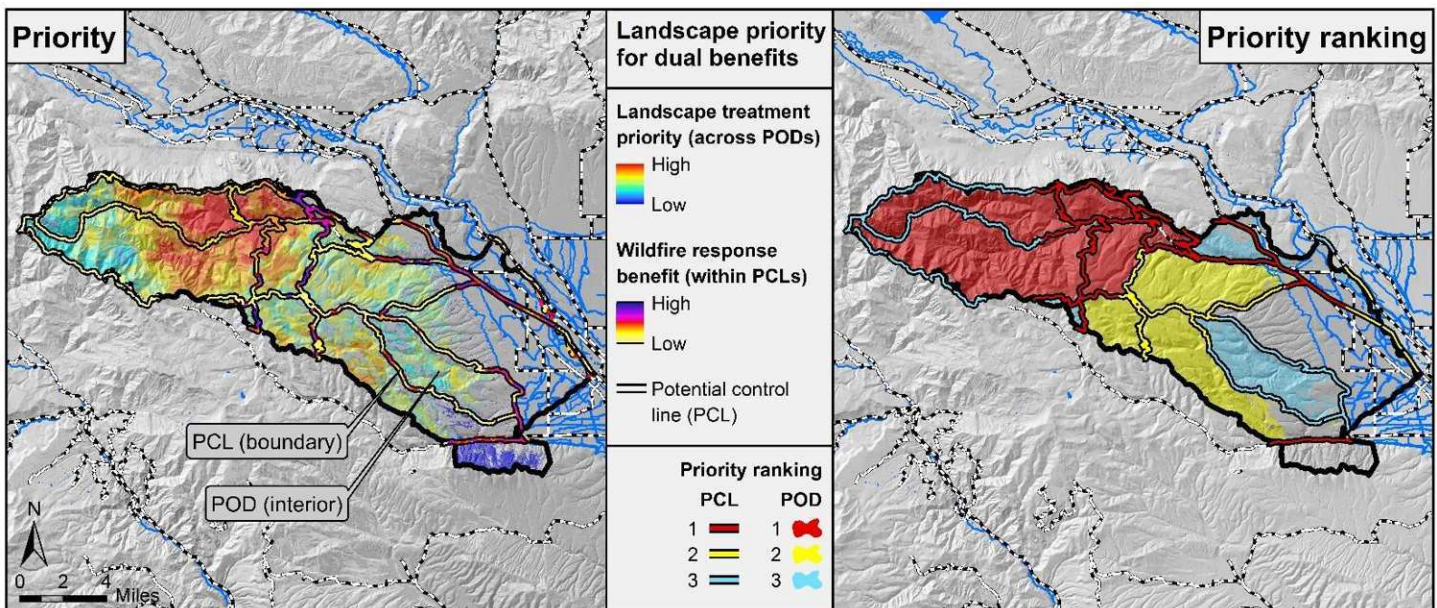 Priority
PCL (boundary)
POD (interior)
N
0 2 4
Miles
Landscape priority
for dual benefits
Landscape treatment
priority (across PODs)
High
Low
Wildfire response
benefit (within PCLs)
High
Low
Potential control
line (PCL)
Priority ranking
PCL POD
1 1
2 2
3 3
Priority ranking